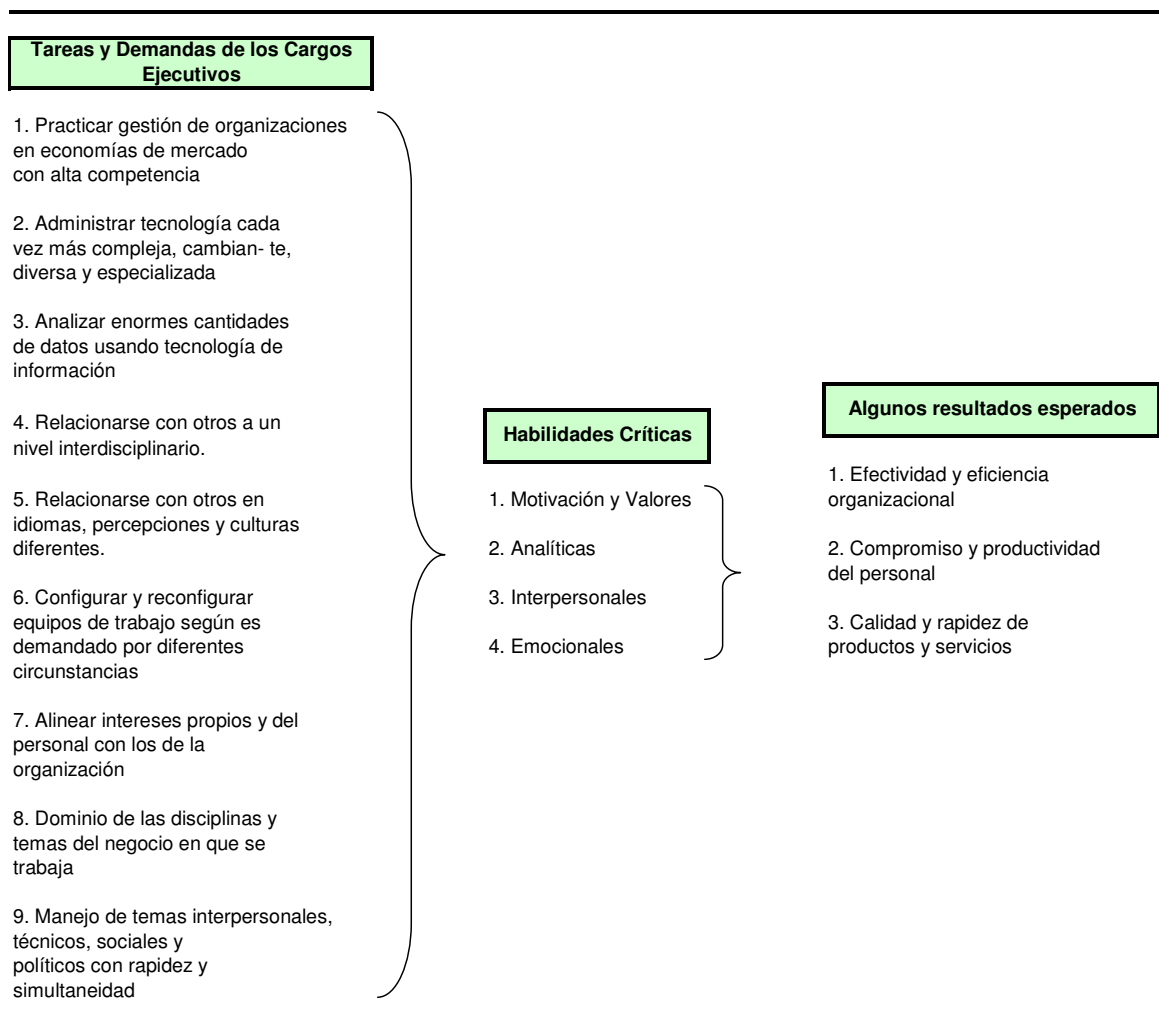 Tareas y Demandas de los Cargos
Ejecutivos
1. Practicar gestión de organizaciones
en economías de mercado
con alta competencia
2. Administrar tecnología cada
vez más compleja, cambian- te,
diversa y especializada
3. Analizar enormes cantidades
de datos usando tecnología de
información
4. Relacionarse con otros a un
nivel interdisciplinario.
5. Relacionarse con otros en
idiomas, percepciones y culturas
diferentes.
6. Configurar y reconfigurar
equipos de trabajo según es
demandado por diferentes
circunstancias
7. Alinear intereses propios y del
personal con los de la
organización
8. Dominio de las disciplinas y
temas del negocio en que se
trabaja
9. Manejo de temas interpersonales,
técnicos, sociales y
políticos con rapidez y
simultaneidad
Habilidades Críticas
1. Motivación y Valores
2. Analíticas
3. Interpersonales
4. Emocionales
Algunos resultados esperados
1. Efectividad y eficiencia
organizacional
2. Compromiso y productividad
del personal
3. Calidad y rapidez de
productos y servicios